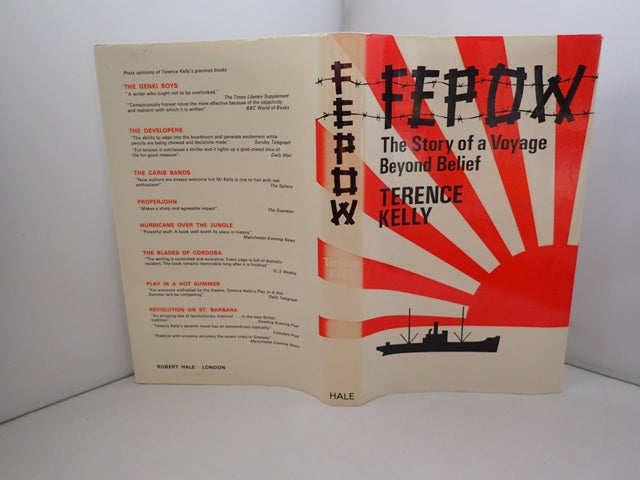 Press opinions of Terence Kelly's previous books
THE GENKI BOYS
"A writer who ought not to be overlooked."
The Times Literary Supplement
"Conspicuously honest novel the more effective because of the objectivity
and restraint with which it is written".
BBC World of Books
THE DEVELOPERS
"The ability to edge into the boardroom and generate excitement while
pencils are being chewed and decisions made".
Sunday Telegraph
"For tension it outclasses a thriller and it lights up a gold-plated slice of
life for good measure".
Daily Mail
THE CARIB SANDS
"New authors are always welcome but Mr Kelly is one to hail with real
enthusiasm".
The Sphere
PROPERJOHN
"Makes a sharp and agreeable impact".
The Guardian
HURRICANE OVER THE JUNGLE
"Powerful stuff. A book well worth its place in history".
Manchester Evening News
THE BLADES OF CORDOBA
"The writing is controlled and evocative. Every page is full of dramatic
incident. The book remains memorable long after it is finished".
Q. S Weekly
PLAY IN A HOT SUMMER
"For everyone enthralled by the theatre, Terence Kelly's Play in A Hot
Summer will be compelling".
Daily Telegraph
REVOLUTION ON ST. BARBARA
"An amusing tale of revolutionary mischief . . . in the best British
tradition".
Reading Evening Post
"Terence Kelly's seventh novel has an extraordinary topicality"
Yorkshire Post
"Predicts with uncanny accuracy the recent crisis in Grenada"
Manchester Evening News
ROBERT HALE · LONDON
FEPOW
Terence
Kelly
HALE
FEPOW
The Story of a Voyage
Beyond Belief
TERENCE
KELLY